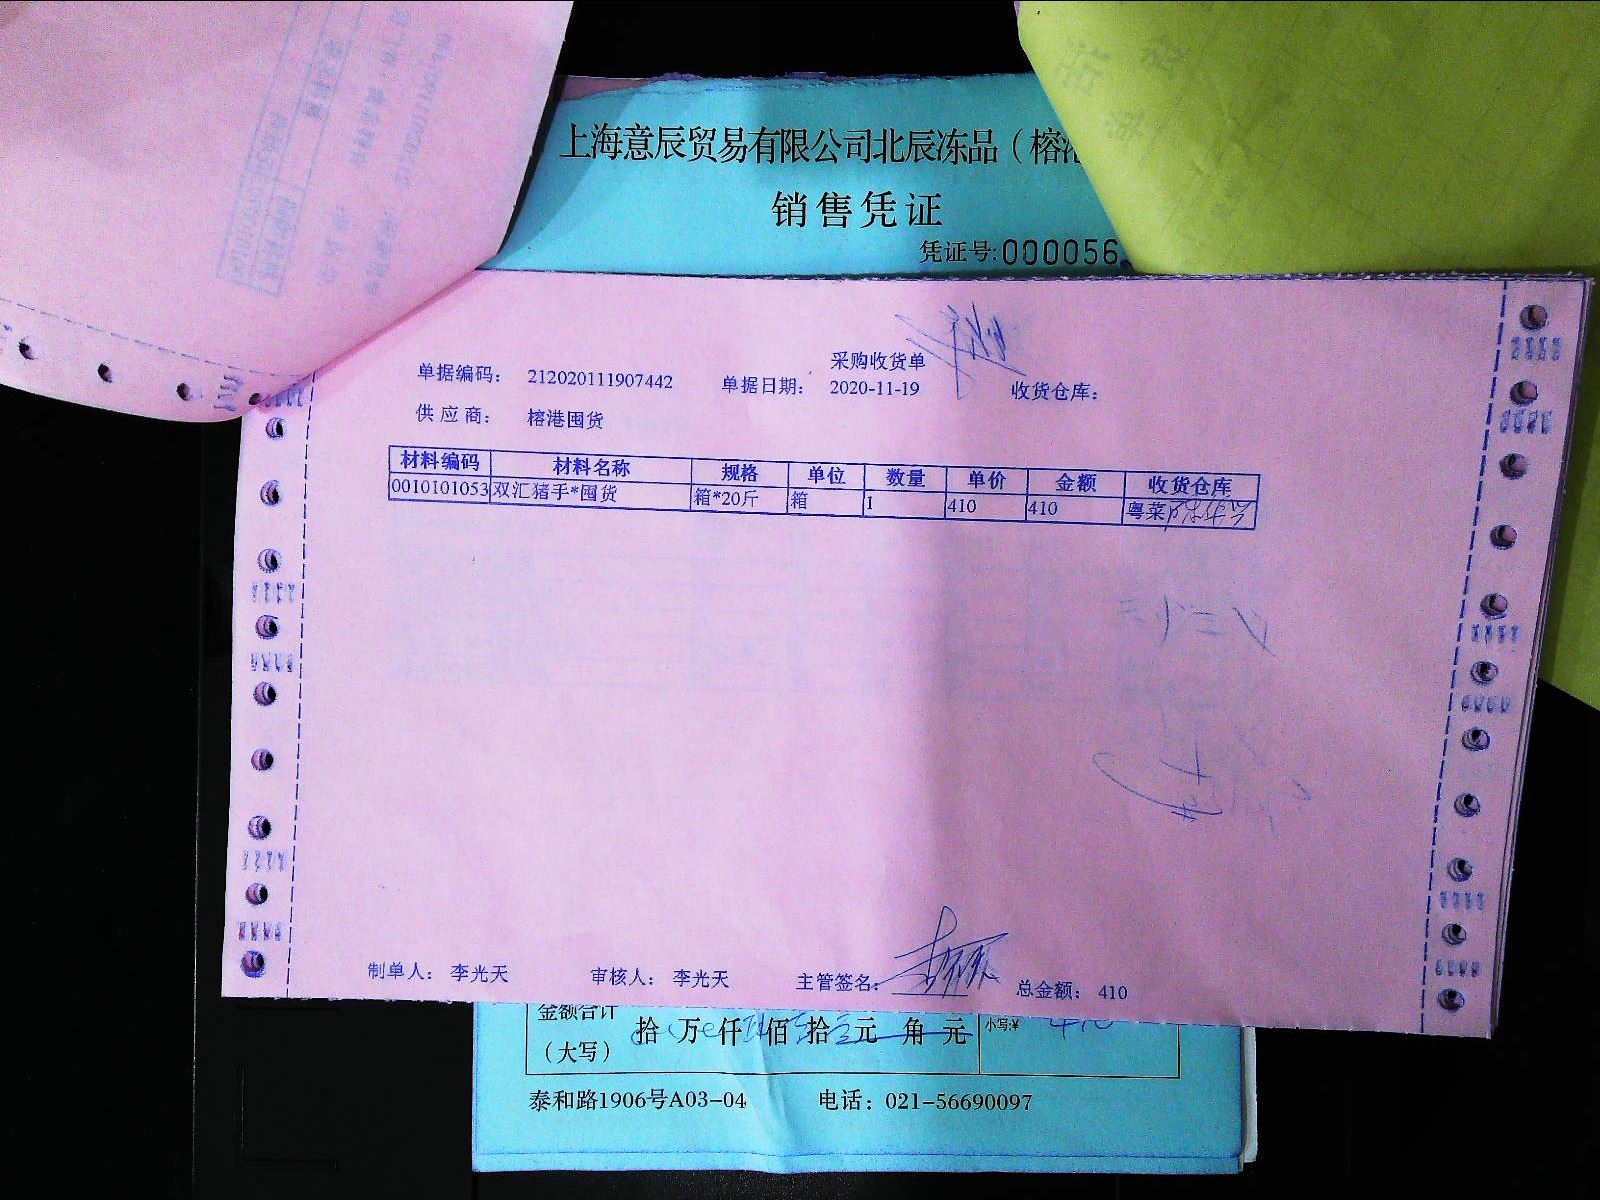 上海意辰贸易有限公司北辰冻品（榕港
销售凭证
凭证号:000056
采购收货单
单据编码: 212020111907442 单据日期: 2020-11-19 收货仓库:
供应商: 榕港囤货
材料编码 材料名称 规格 单位 数量 单价 金额 收货仓库
0010101053 双汇猪手*囤货 箱*20斤 箱 1 410 410 粤菜
制单人: 李光天 审核人: 李光天 主管签名: 总金额: 410
金额合计 拾 万 仟 佰 拾 元 角 元 小写:¥ 410
（大写）
泰和路1906号A03-04 电话: 021-56690097